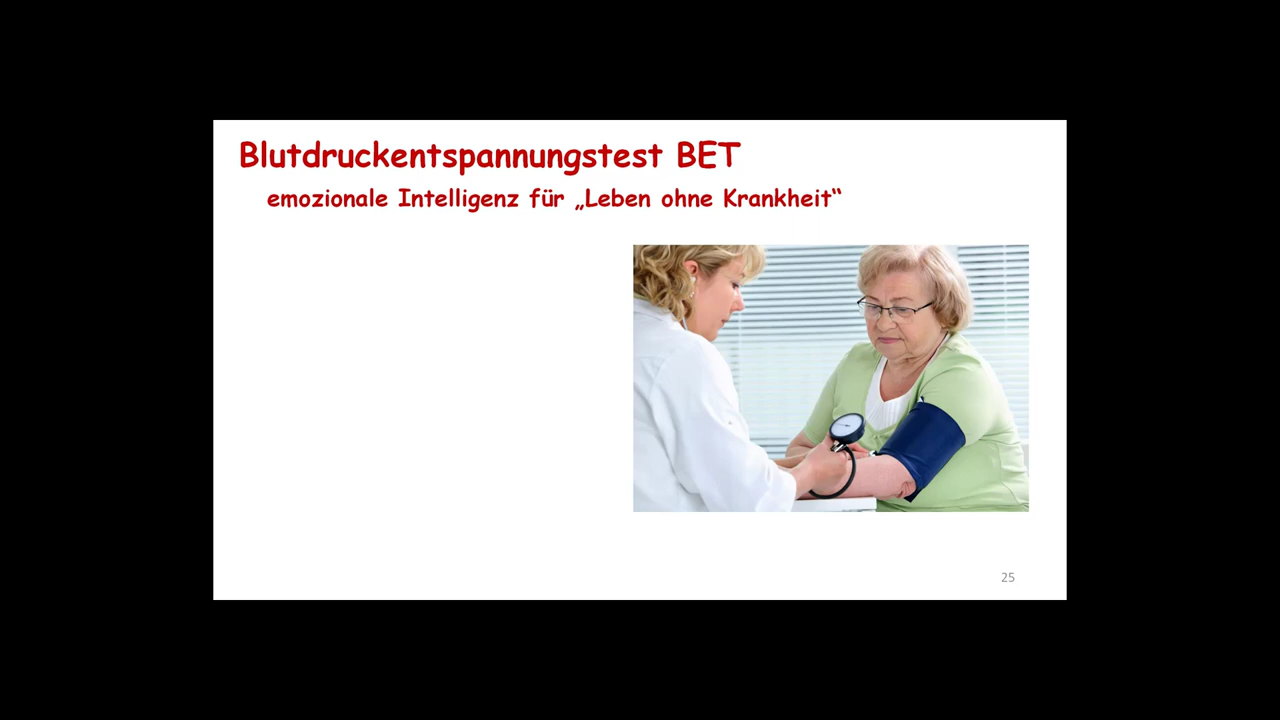 Blutdruckentspannungstest BET
emozionale Intelligenz für „Leben ohne Krankheit“
25